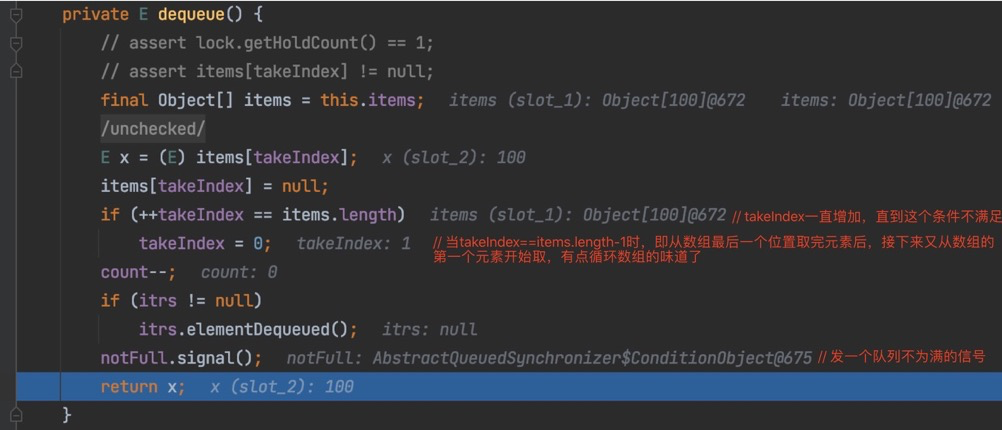 private E dequeue() {
// assert lock.getHoldCount() == 1;
// assert items[takeIndex] != null;
final Object[] items = this.items; items (slot_1): Object[100]@672 items: Object[100]@672
/unchecked/
E x = (E) items[takeIndex]; x (slot_2): 100
items[takeIndex] = null;
if (++takeIndex == items.length) items (slot_1): Object[100]@672 // takeIndex一直增加，直到这个条件不满足
takeIndex = 0; takeIndex: 1 // 当takeIndex==items.length-1时，即从数组最后一个位置取完元素后，接下来又从数组的
第一个元素开始取，有点循环数组的味道了
count--; count: 0
if (itrs != null)
itrs.elementDequeued(); itrs: null
notFull.signal(); notFull: AbstractQueuedSynchronizer$ConditionObject@675 // 发一个队列不为满的信号
return x; x (slot_2): 100
}